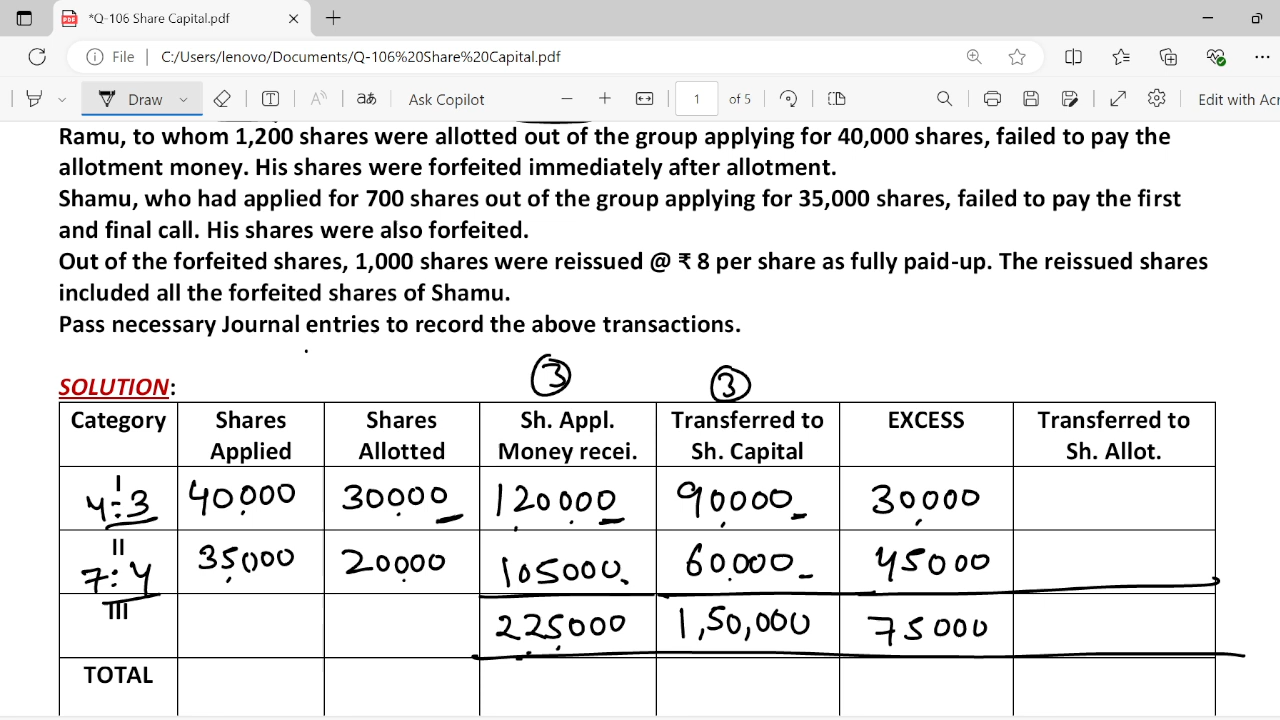 *Q-106 Share Capital.pdf
File C:/Users/lenovo/Documents/Q-106%20Share%20Capital.pdf
Draw Ask Copilot 1 of 5 Edit with Acr
Ramu, to whom 1,200 shares were allotted out of the group applying for 40,000 shares, failed to pay the
allotment money. His shares were forfeited immediately after allotment.
Shamu, who had applied for 700 shares out of the group applying for 35,000 shares, failed to pay the first
and final call. His shares were also forfeited.
Out of the forfeited shares, 1,000 shares were reissued @ ₹ 8 per share as fully paid-up. The reissued shares
included all the forfeited shares of Shamu.
Pass necessary Journal entries to record the above transactions.
3 3
SOLUTION:
Category Shares Applied Shares Allotted Sh. Appl. Money recei. Transferred to Sh. Capital EXCESS Transferred to Sh. Allot.
I 4:3 40,000 30000 120000 90000 30000
II 7:4 35000 20000 105000 60000 45000
III 225000 1,50,000 75000
TOTAL